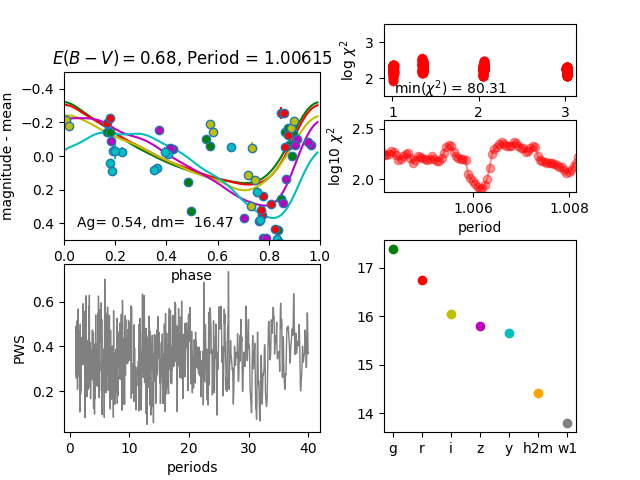 E(B − V) = 0.68, Period = 1.00615
magnitude - mean
−0.4
−0.2
0.0
0.2
0.4
Ag= 0.54, dm=  16.47
0.0 0.2 0.4 0.6 0.8 1.0
phase
log χ²
3
2
min(χ²) = 80.31
1 2 3
log10 χ²
2.5
2.0
1.006 1.008
period
PWS
0.6
0.4
0.2
0 10 20 30 40
periods
17
16
15
14
g r i z y h2m w1